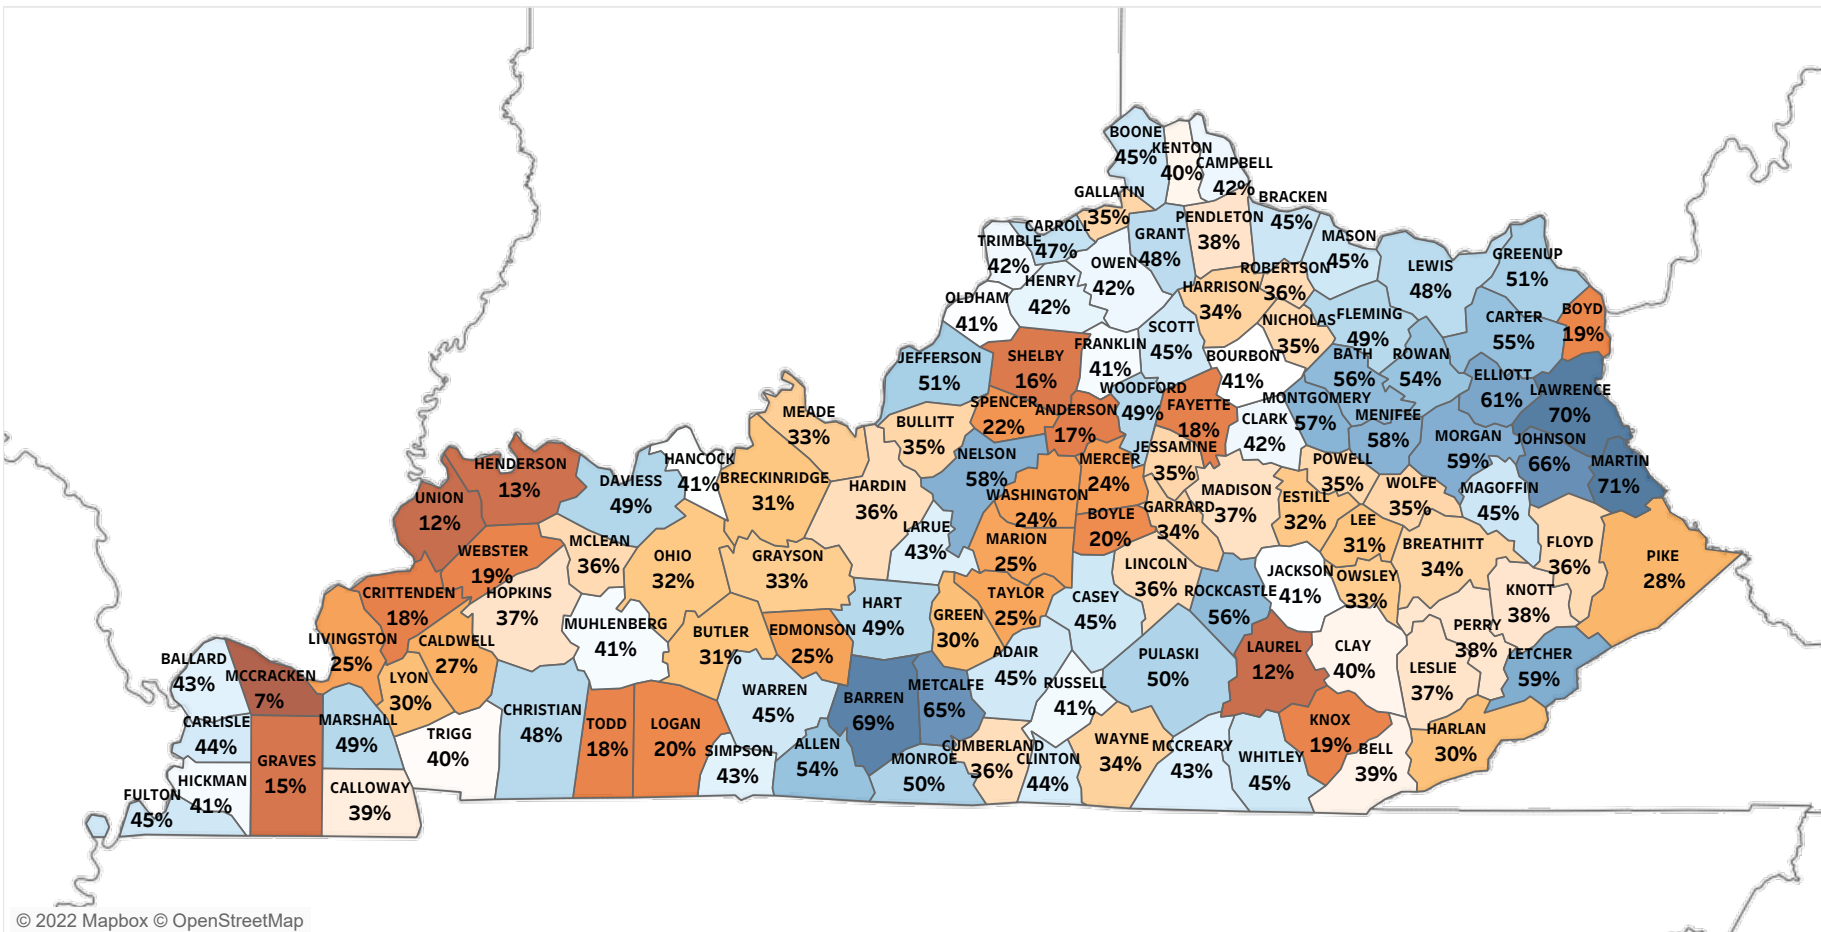 BOONE
45%
KENTON
40%
CAMPBELL
42%
GALLATIN
35%
BRACKEN
45%
CARROLL
47%
PENDLETON
38%
GRANT
48%
TRIMBLE
42%
OWEN
42%
MASON
45%
LEWIS
48%
GREENUP
51%
HENRY
42%
ROBERTSON
36%
HARRISON
34%
OLDHAM
41%
BOYD
19%
CARTER
55%
FLEMING
49%
NICHOLAS
35%
SCOTT
45%
FRANKLIN
41%
BOURBON
41%
JEFFERSON
51%
SHELBY
16%
BATH
56%
ROWAN
54%
ELLIOTT
61%
LAWRENCE
70%
WOODFORD
49%
FAYETTE
18%
MONTGOMERY
57%
SPENCER
22%
ANDERSON
17%
CLARK
42%
MENIFEE
58%
MEADE
33%
BULLITT
35%
MORGAN
59%
JOHNSON
66%
JESSAMINE
35%
NELSON
58%
MERCER
24%
POWELL
35%
MARTIN
71%
HENDERSON
13%
HANCOCK
41%
DAVIESS
49%
BRECKINRIDGE
31%
HARDIN
36%
WASHINGTON
24%
MADISON
37%
WOLFE
35%
MAGOFFIN
45%
UNION
12%
ESTILL
32%
GARRARD
34%
BOYLE
20%
LEE
31%
LARUE
43%
MARION
25%
BREATHITT
34%
FLOYD
36%
PIKE
28%
WEBSTER
19%
MCLEAN
36%
OHIO
32%
GRAYSON
33%
LINCOLN
36%
JACKSON
41%
OWSLEY
33%
CRITTENDEN
18%
HOPKINS
37%
ROCKCASTLE
56%
KNOTT
38%
HART
49%
GREEN
30%
TAYLOR
25%
CASEY
45%
MUHLENBERG
41%
BUTLER
31%
EDMONSON
25%
PERRY
38%
LIVINGSTON
25%
CALDWELL
27%
ADAIR
45%
PULASKI
50%
LAUREL
12%
CLAY
40%
LESLIE
37%
LETCHER
59%
BALLARD
43%
MCCRACKEN
7%
LYON
30%
WARREN
45%
BARREN
69%
METCALFE
65%
RUSSELL
41%
CARLISLE
44%
MARSHALL
49%
TRIGG
40%
CHRISTIAN
48%
TODD
18%
LOGAN
20%
KNOX
19%
HARLAN
30%
SIMPSON
43%
ALLEN
54%
MONROE
50%
CUMBERLAND
36%
CLINTON
44%
WAYNE
34%
MCCREARY
43%
WHITLEY
45%
BELL
39%
GRAVES
15%
HICKMAN
41%
CALLOWAY
39%
FULTON
45%
© 2022 Mapbox © OpenStreetMap